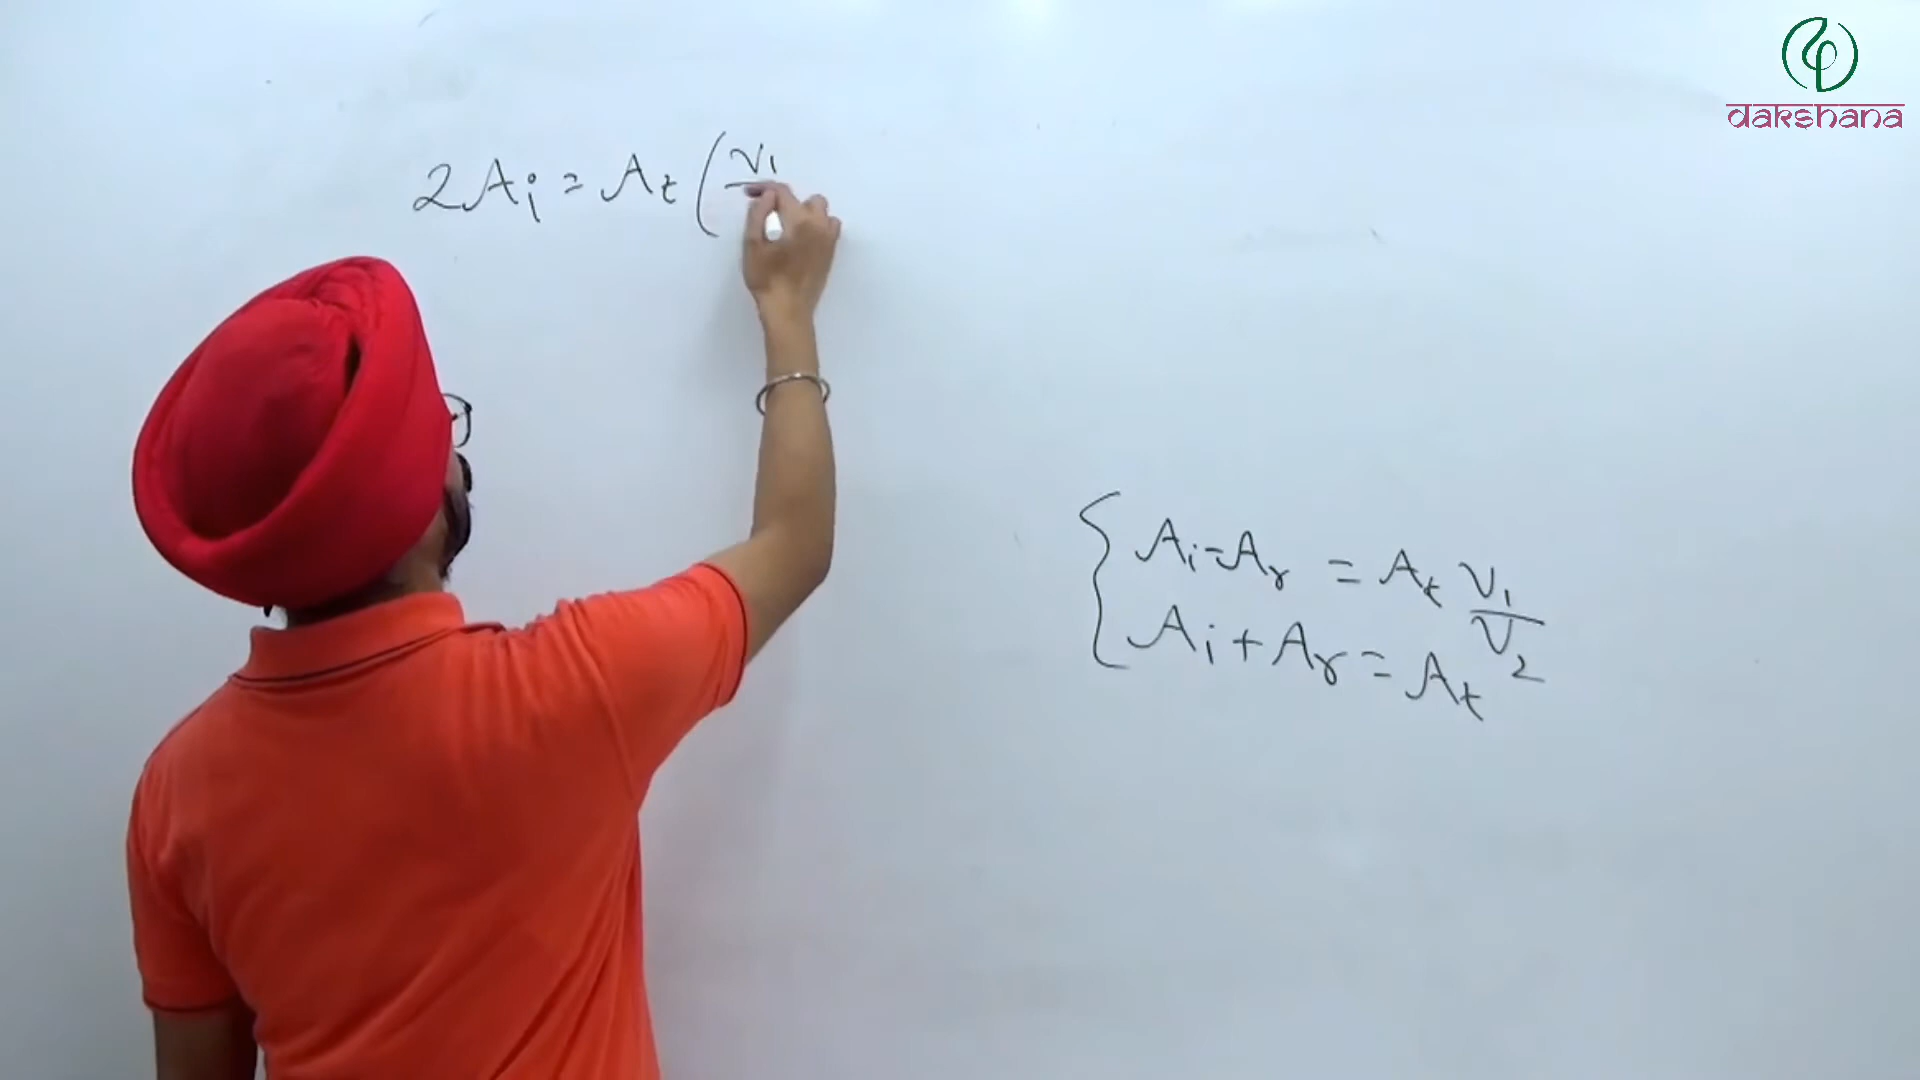 dakshana
2Aᵢ = Aₜ (V₁
Aᵢ - Aᵣ = Aₜ V₁/V₂
Aᵢ + Aᵣ = Aₜ